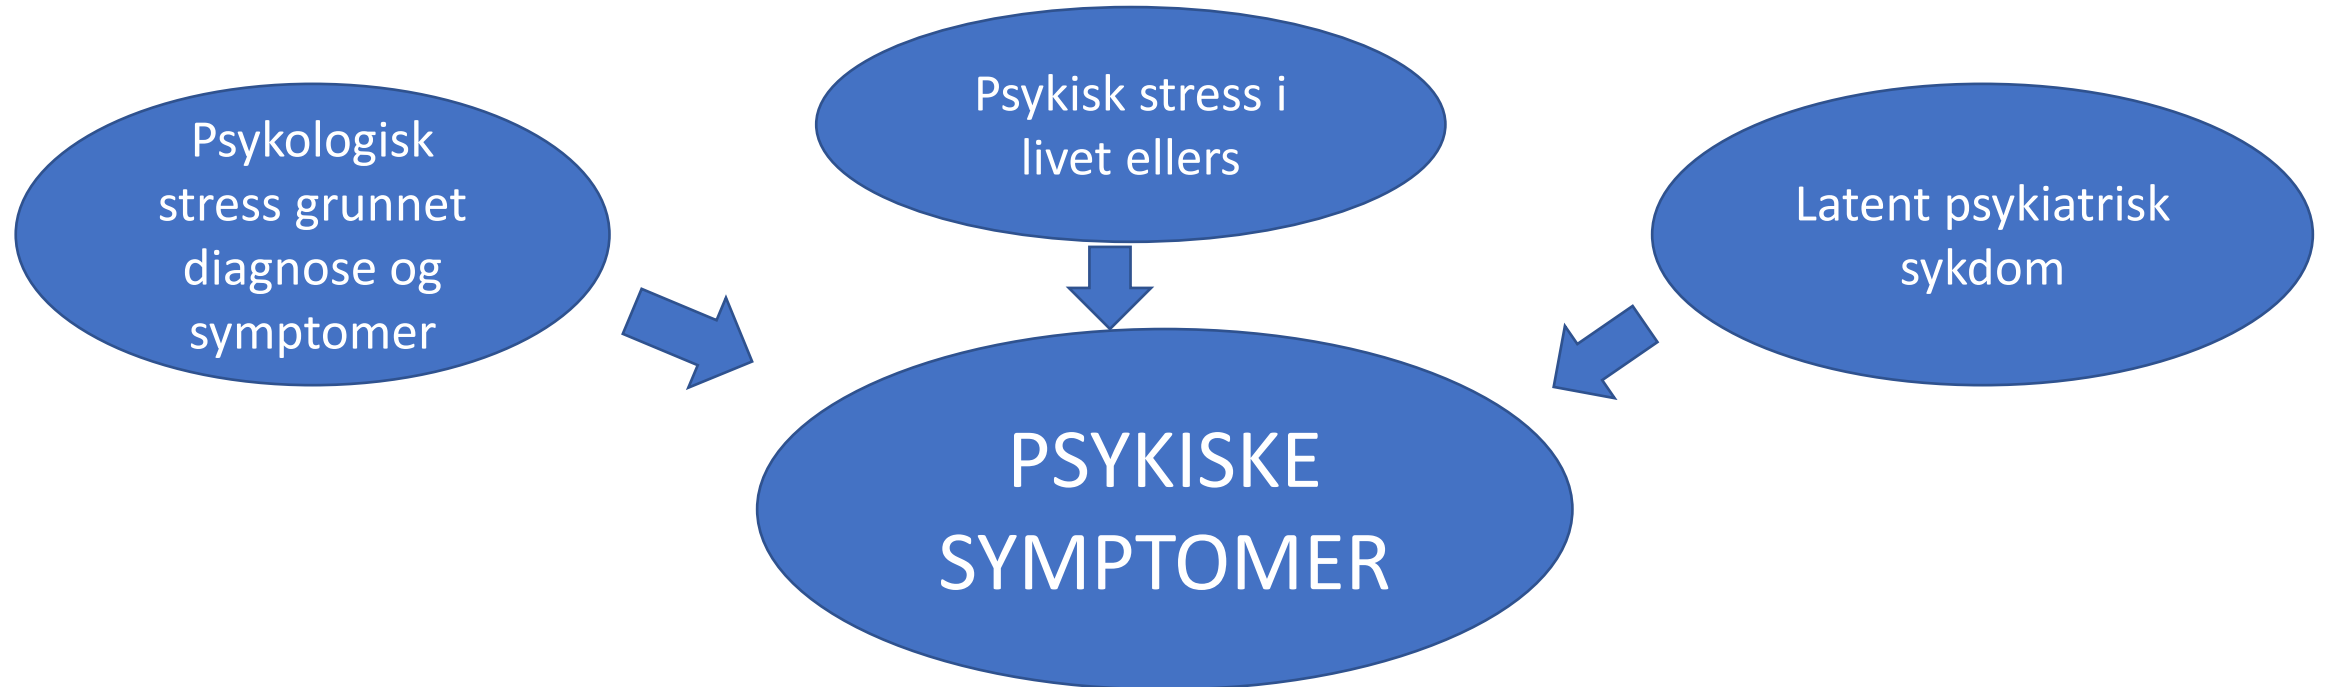 Psykologisk
stress grunnet
diagnose og
symptomer
Psykisk stress i
livet ellers
Latent psykiatrisk
sykdom
PSYKISKE
SYMPTOMER